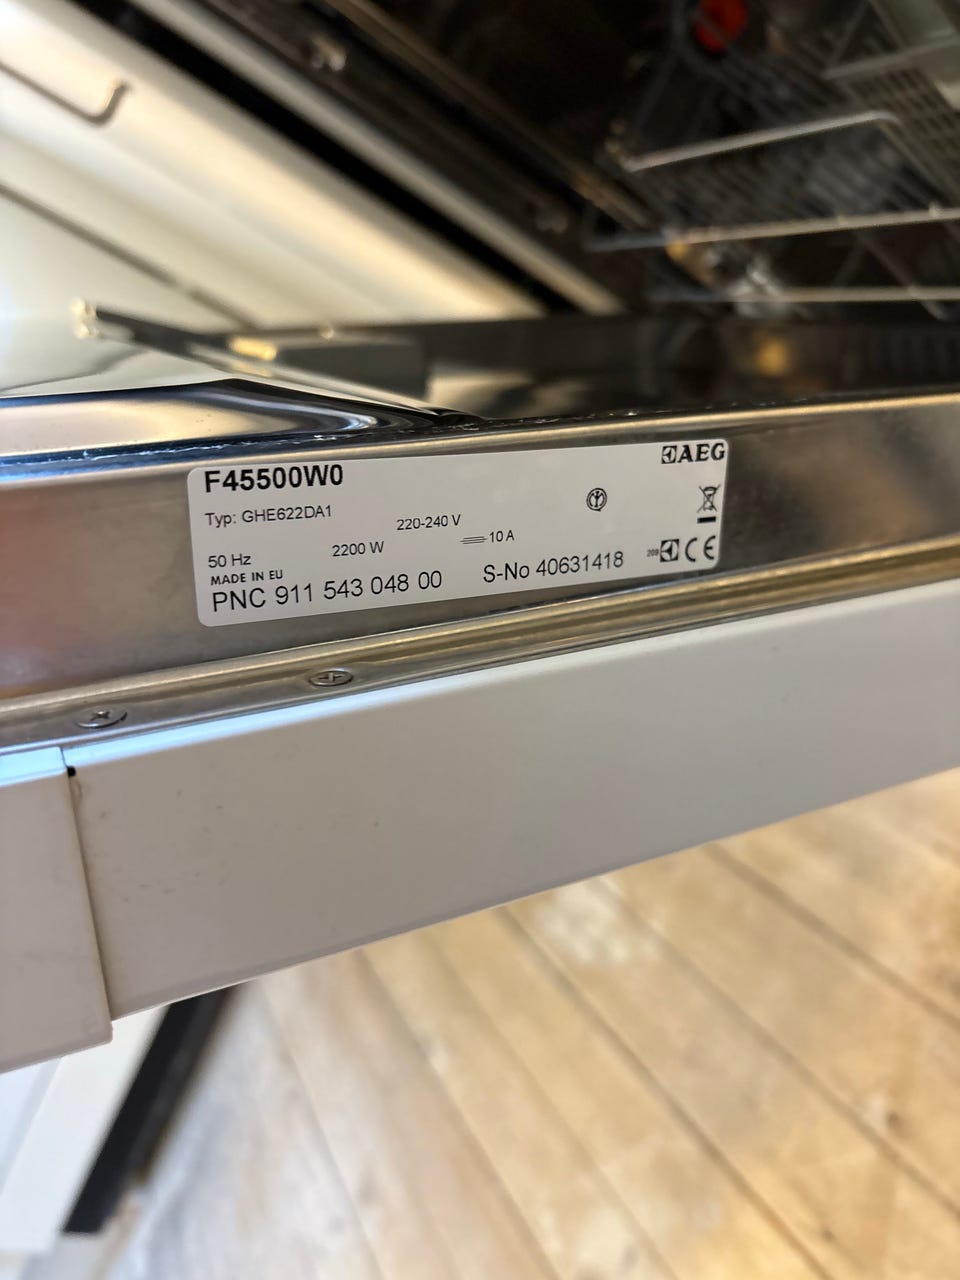 F45500W0 AEG
Typ: GHE622DA1
220-240 V
50 Hz 2200 W 10 A
MADE IN EU
PNC 911 543 048 00 S-No 40631418 CE